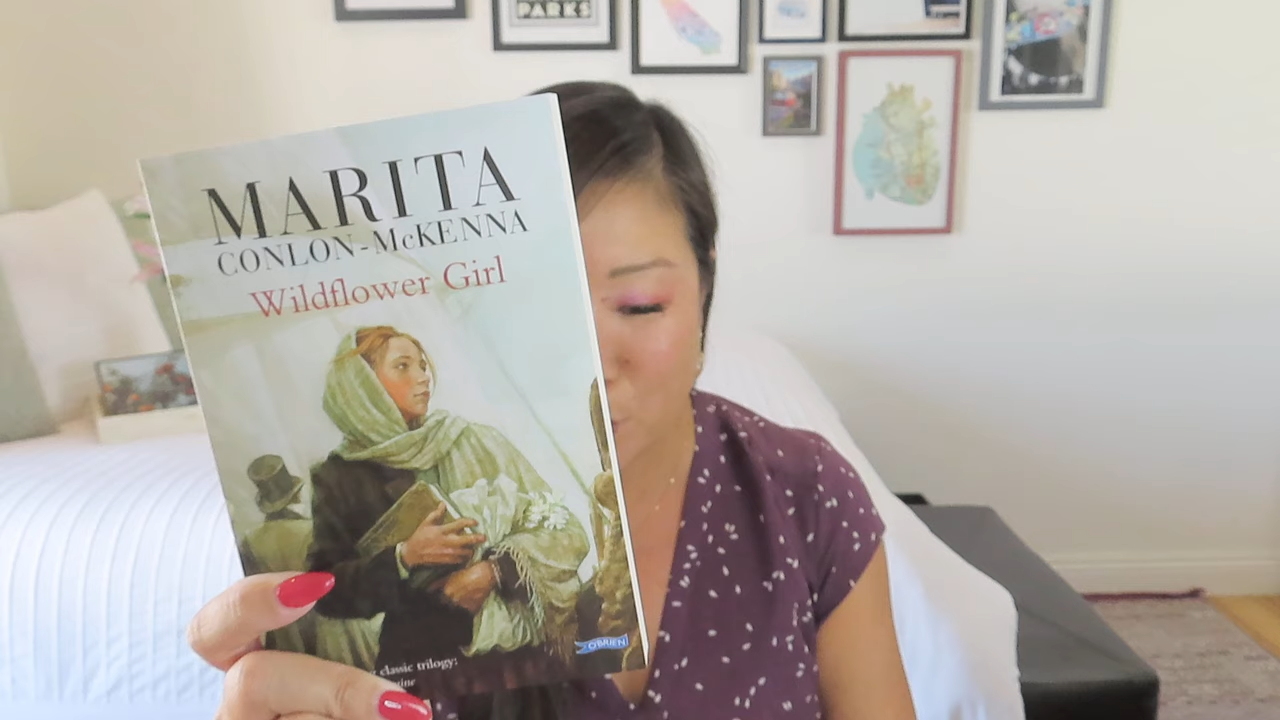 PARKS
MARITA
CONLON-McKENNA
Wildflower Girl
O'BRIEN
classic trilogy: